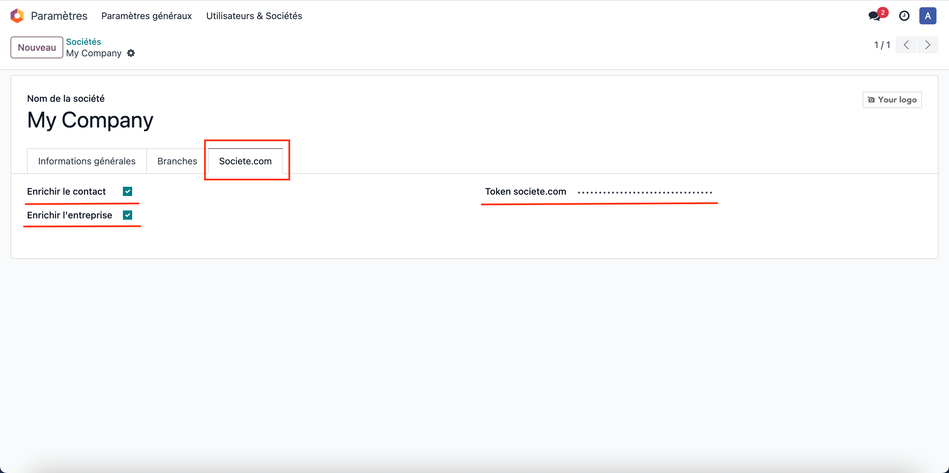 Paramètres Paramètres généraux Utilisateurs & Sociétés 2 A
Nouveau Sociétés
My Company 1 / 1
Nom de la société
Your logo
My Company
Informations générales Branches Societe.com
Enrichir le contact Token societe.com ••••••••••••••••••••••••••••••••
Enrichir l'entreprise